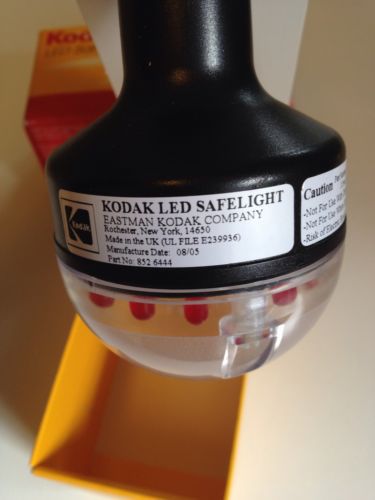 KODAK LED SAFELIGHT
EASTMAN KODAK COMPANY
Rochester, New York, 14650
Made in the UK (UL FILE E239936)
Manufacture Date: 08/05
Part No: 852 6444
Kodak
Caution
-Not For Use
-Not For Use
-Risk of Electric